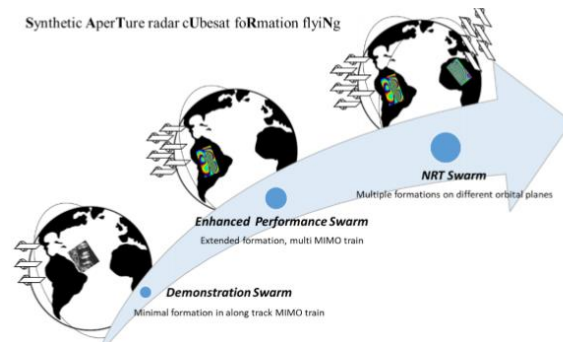 Synthetic AperTure radar cUbesat foRmation flyiNg
NRT Swarm
Multiple formations on different orbital planes
Enhanced Performance Swarm
Extended formation, multi MIMO train
Demonstration Swarm
Minimal formation in along track MIMO train